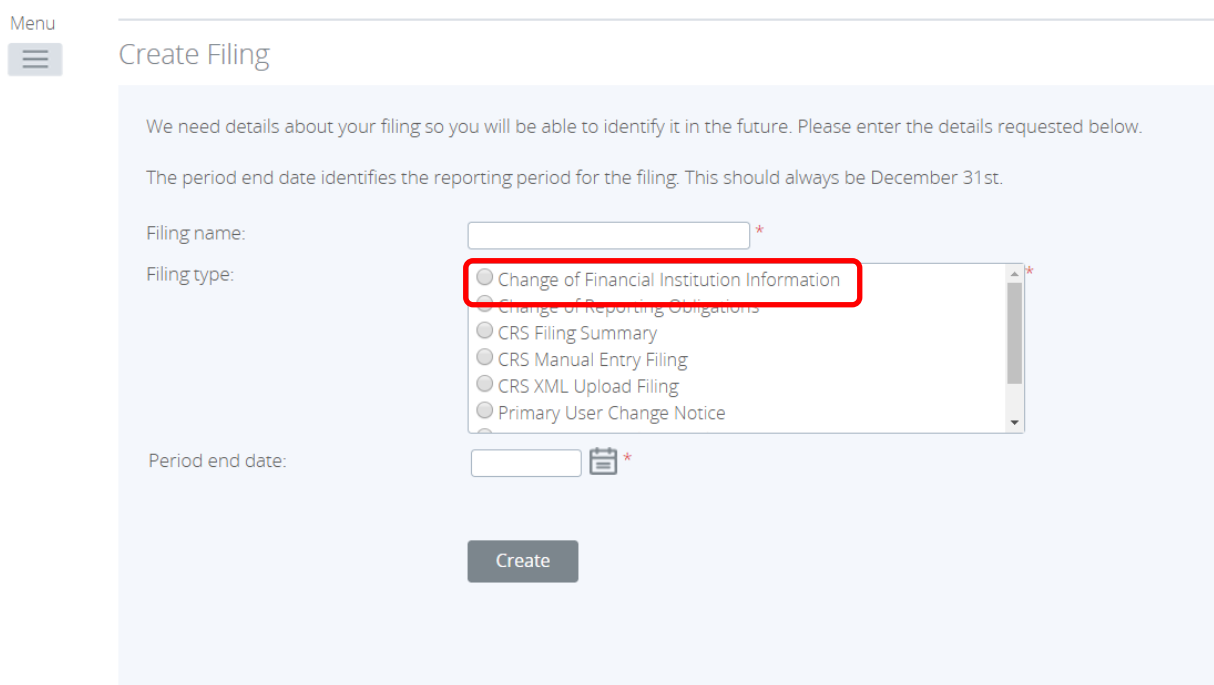 Menu
Create Filing
We need details about your filing so you will be able to identify it in the future. Please enter the details requested below.
The period end date identifies the reporting period for the filing. This should always be December 31st.
Filing name: *
Filing type: *
Change of Financial Institution Information
Change of Reporting Obligations
CRS Filing Summary
CRS Manual Entry Filing
CRS XML Upload Filing
Primary User Change Notice
Period end date: *
Create